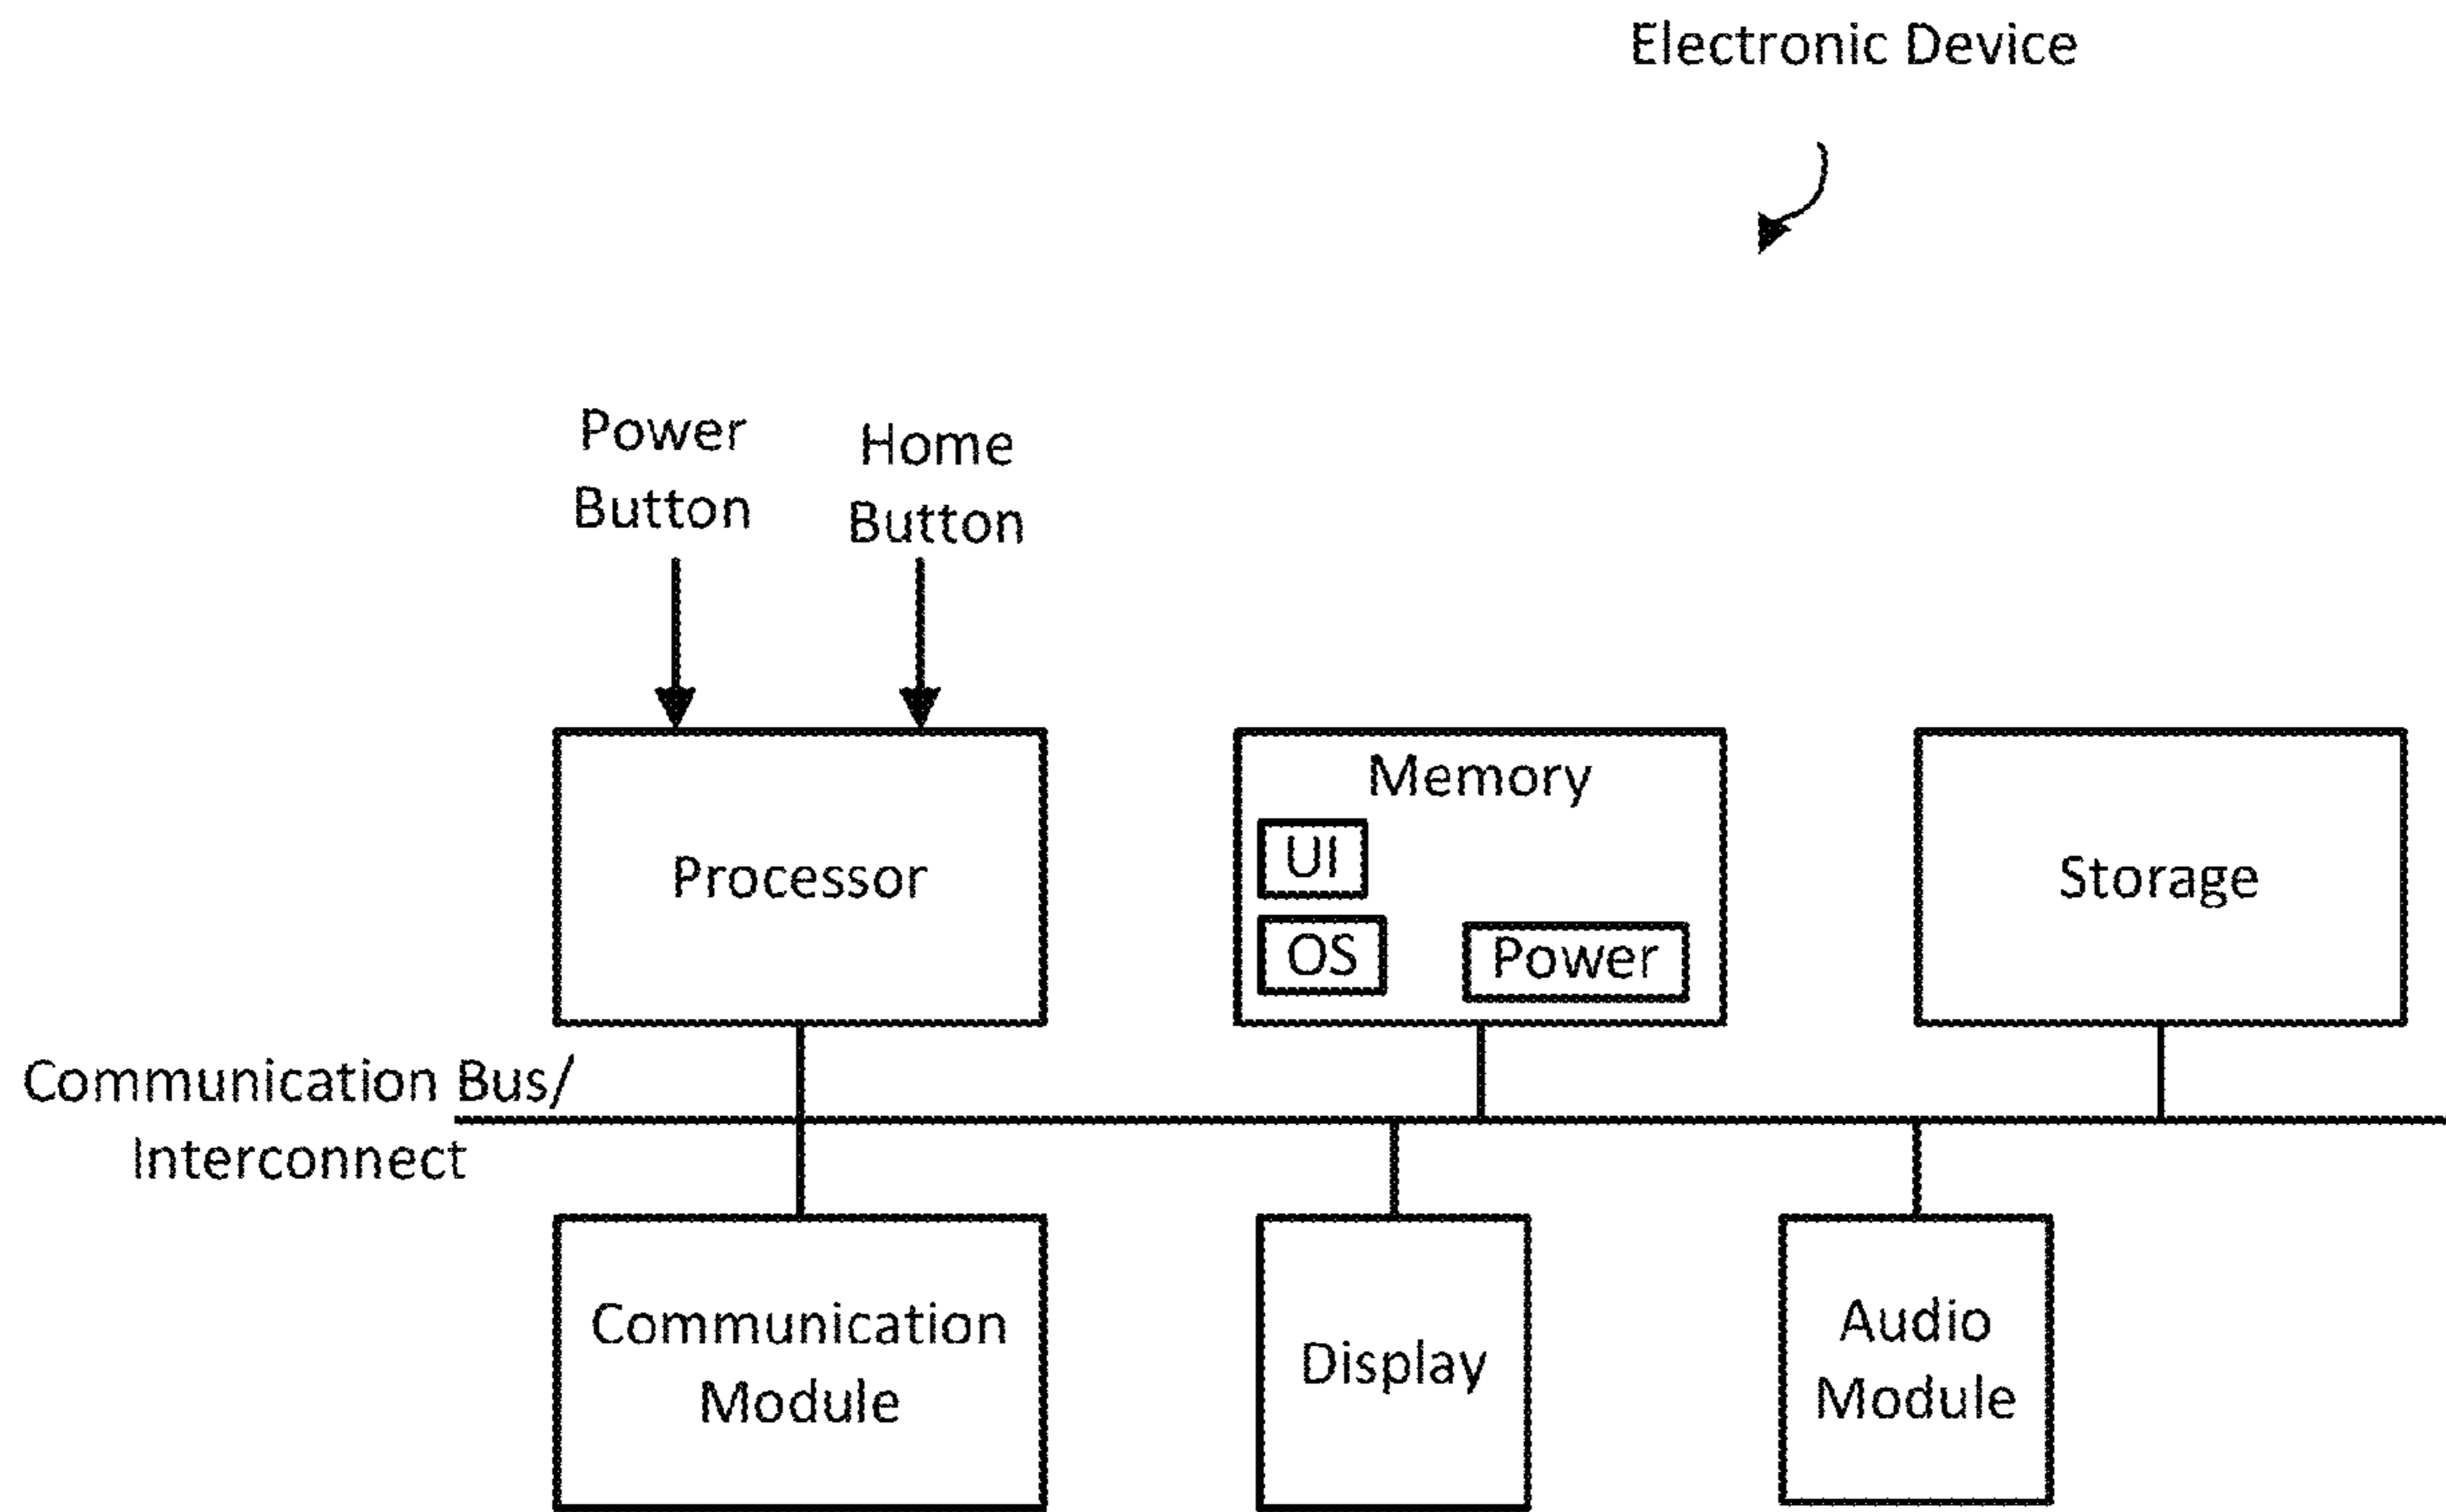 Electronic Device
Power
Button
Home
Button
Processor
Memory
UI
OS
Power
Storage
Communication Bus/
Interconnect
Communication
Module
Display
Audio
Module